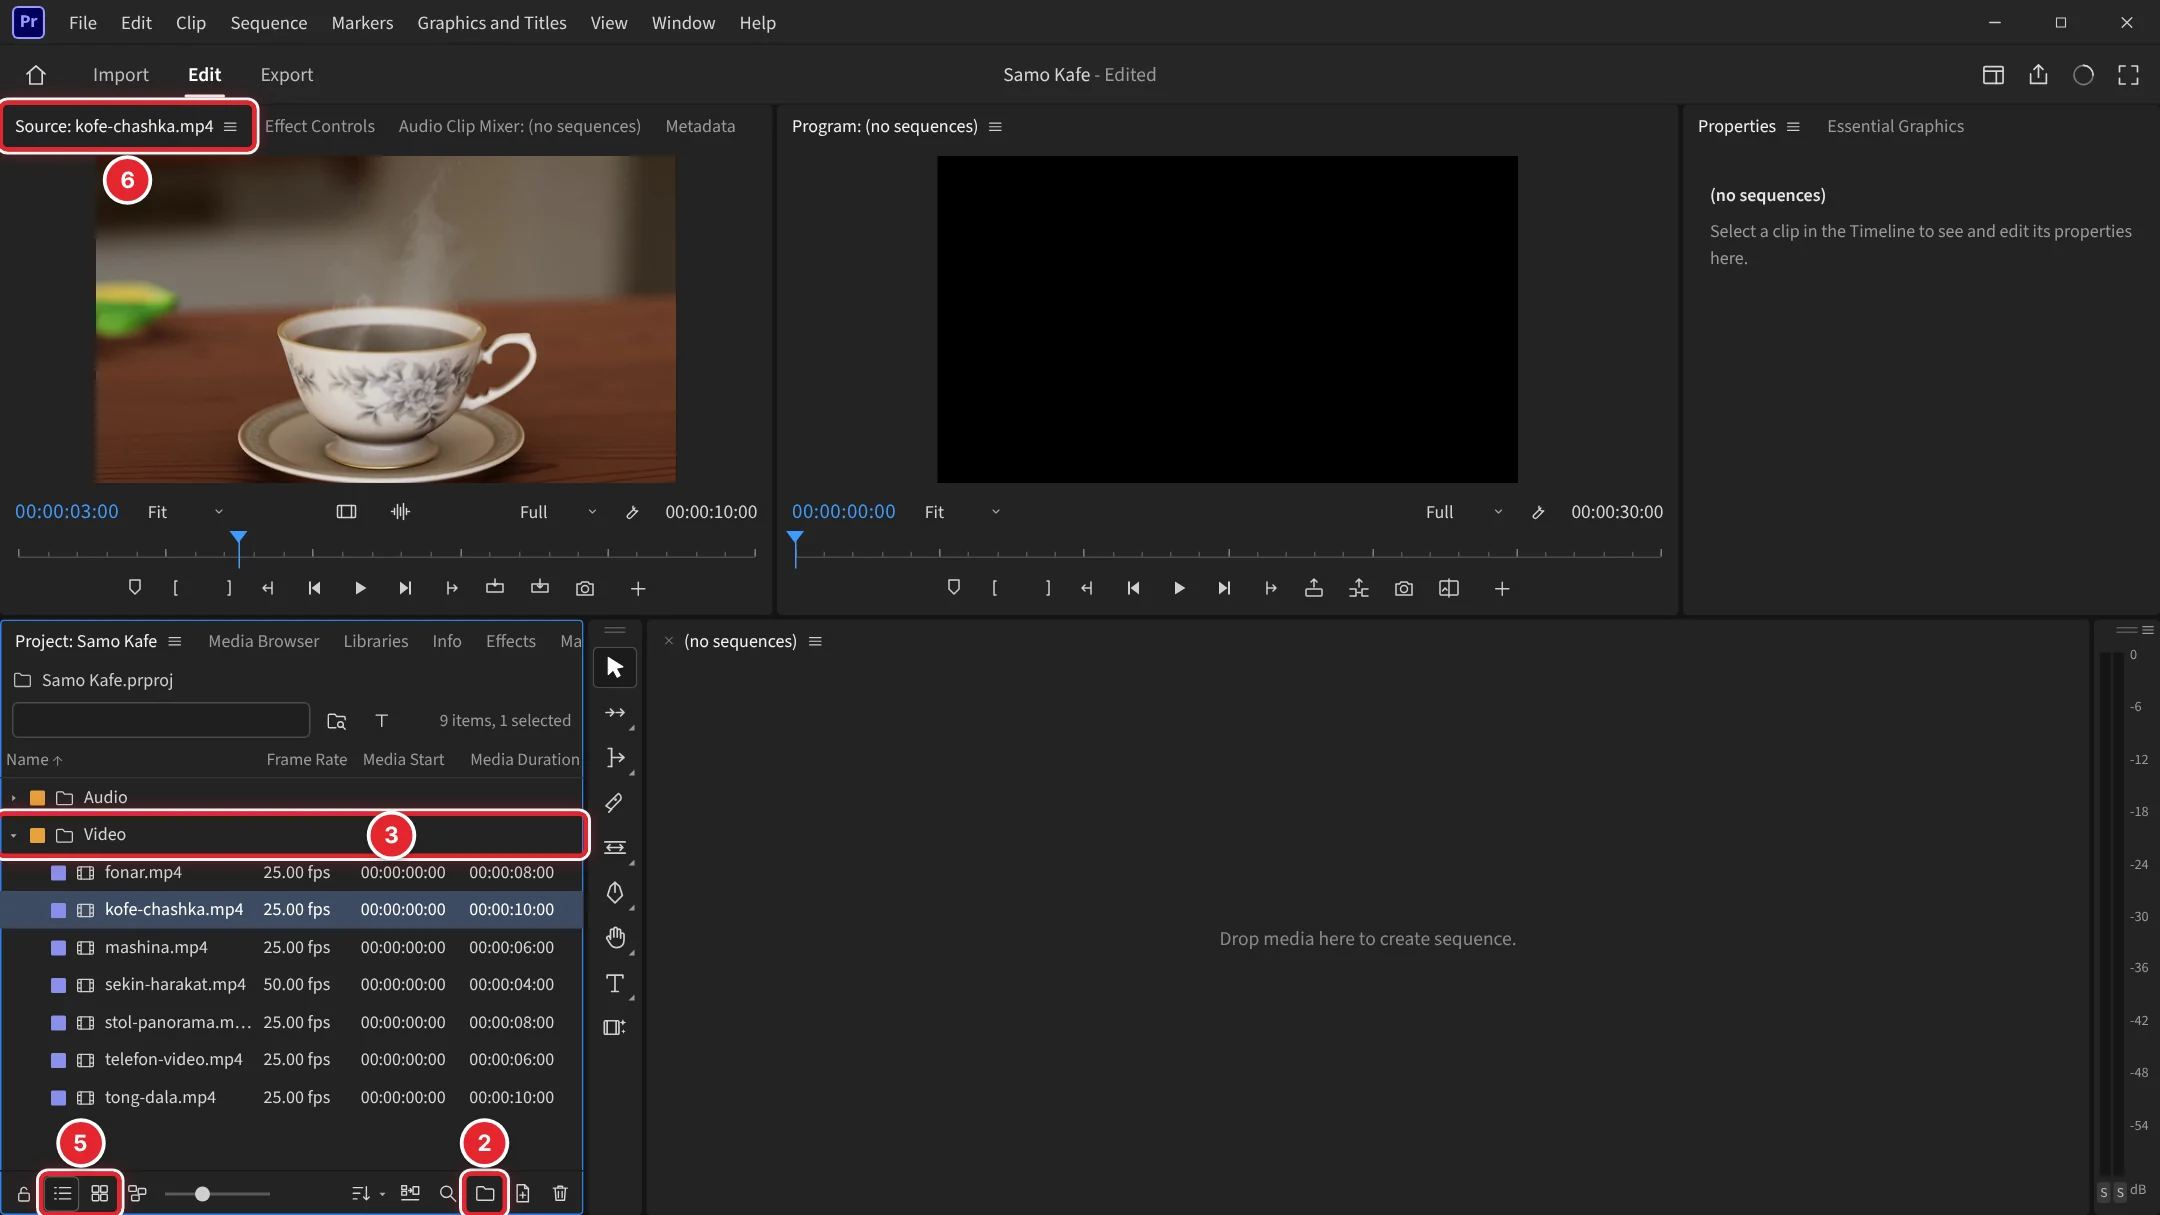 Pr File Edit Clip Sequence Markers Graphics and Titles View Window Help
Import Edit Export Samo Kafe - Edited
Source: kofe-chashka.mp4 Effect Controls Audio Clip Mixer: (no sequences) Metadata
Program: (no sequences)
Properties Essential Graphics
6
(no sequences)
Select a clip in the Timeline to see and edit its properties
here.
00:00:03:00 Fit Full 00:00:10:00
00:00:00:00 Fit Full 00:00:30:00
Project: Samo Kafe Media Browser Libraries Info Effects Ma
(no sequences)
Samo Kafe.prproj
9 items, 1 selected
Name Frame Rate Media Start Media Duration
Audio
Video 3
fonar.mp4 25.00 fps 00:00:00:00 00:00:08:00
kofe-chashka.mp4 25.00 fps 00:00:00:00 00:00:10:00
mashina.mp4 25.00 fps 00:00:00:00 00:00:06:00
sekin-harakat.mp4 50.00 fps 00:00:00:00 00:00:04:00
stol-panorama.m... 25.00 fps 00:00:00:00 00:00:08:00
telefon-video.mp4 25.00 fps 00:00:00:00 00:00:06:00
tong-dala.mp4 25.00 fps 00:00:00:00 00:00:10:00
5 2
Drop media here to create sequence.
0
-6
-12
-18
-24
-30
-36
-42
-48
-54
S S dB